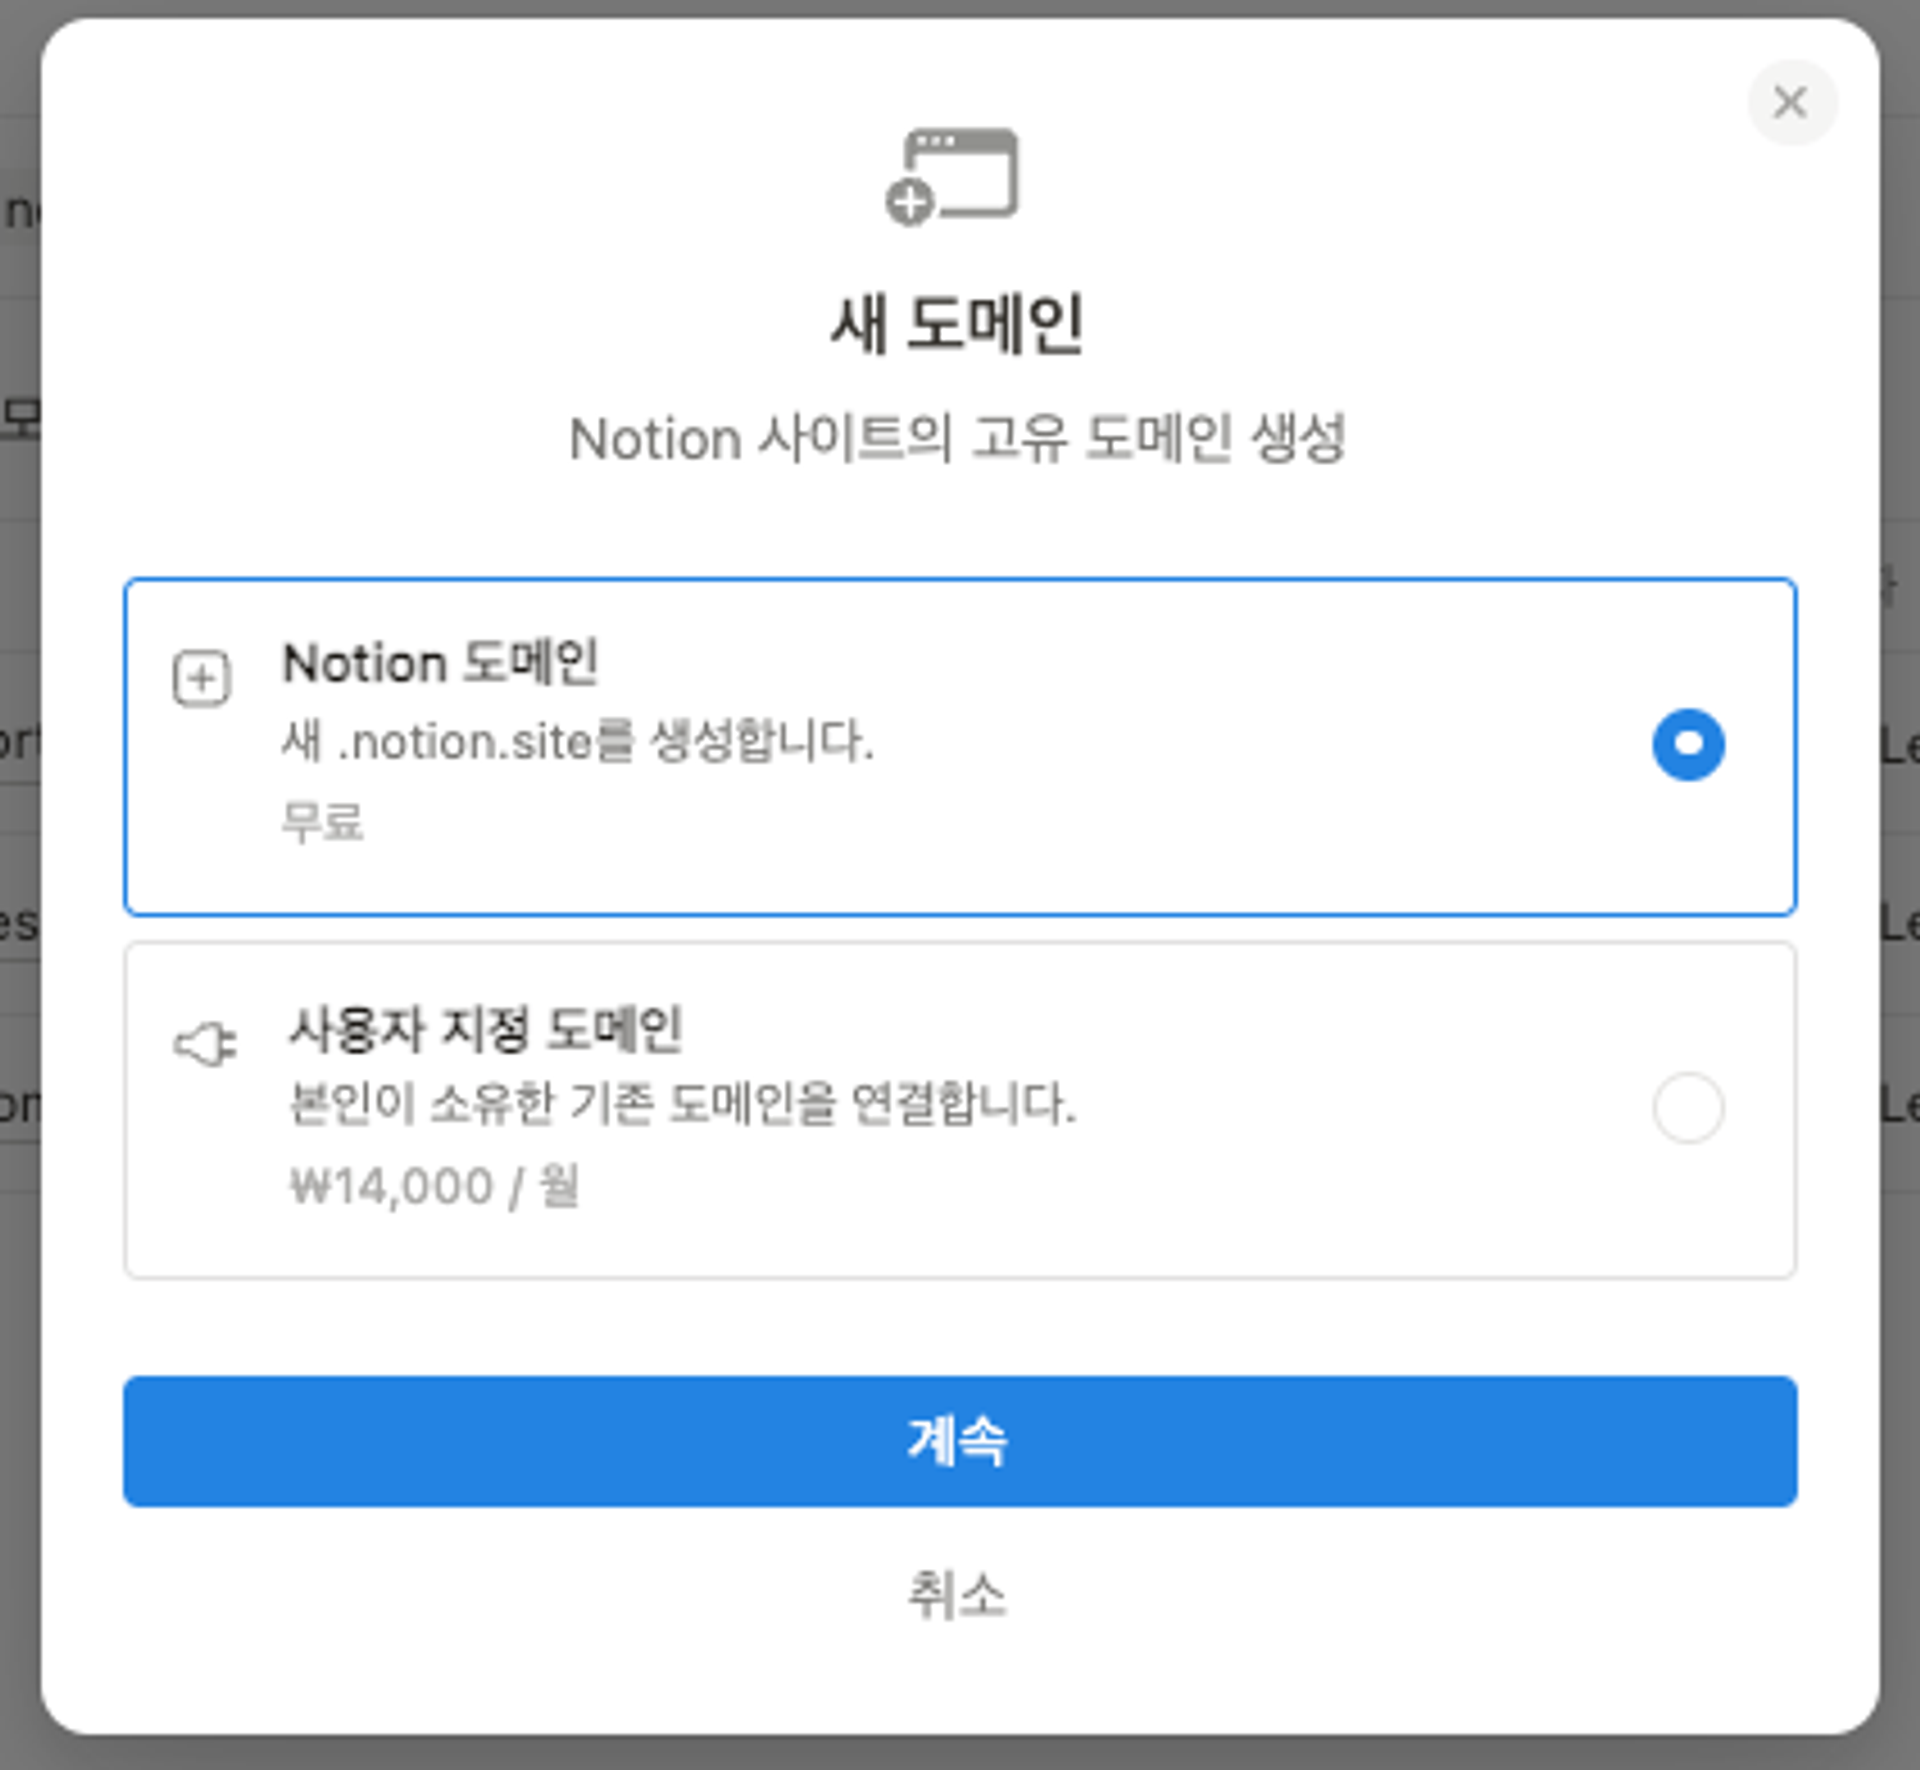 새 도메인
Notion 사이트의 고유 도메인 생성
Notion 도메인
새 .notion.site를 생성합니다.
무료
사용자 지정 도메인
본인이 소유한 기존 도메인을 연결합니다.
₩14,000 / 월
계속
취소